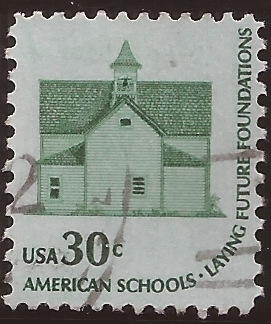 USA 30c
AMERICAN SCHOOLS • LAYING FUTURE FOUNDATIONS